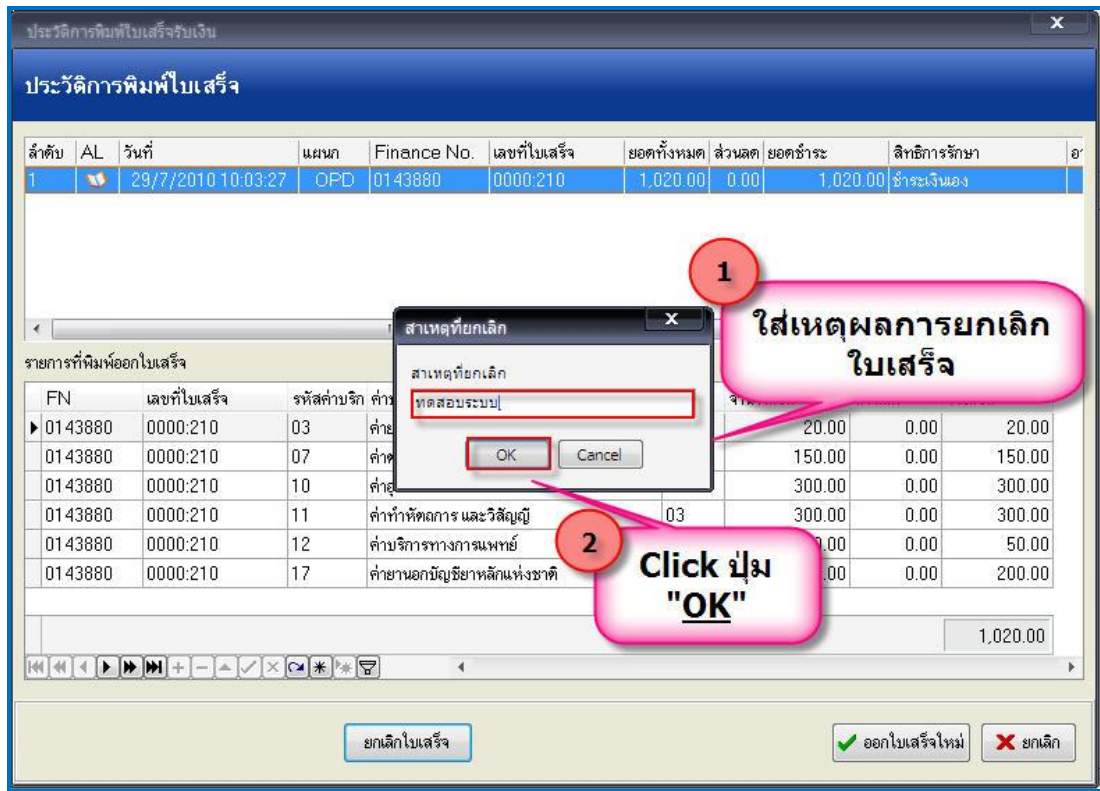 ประวัติการพิมพ์ใบเสร็จรับเงิน
x
ประวัติการพิมพ์ใบเสร็จ
ลำดับ AL วันที่ แผนก Finance No. เลขที่ใบเสร็จ ยอดทั้งหมด ส่วนลด ยอดชำระ สิทธิการรักษา
1 29/7/2010 10:03:27 OPD 0143880 0000:210 1,020.00 0.00 1,020.00 ชำระเงินเอง
1
ใส่เหตุผลการยกเลิก
ใบเสร็จ
สาเหตุที่ยกเลิก
x
สาเหตุที่ยกเลิก
ทดสอบระบบ
OK Cancel
รายการที่พิมพ์ออกใบเสร็จ
FN เลขที่ใบเสร็จ รหัสค่าบริก
0143880 0000:210 03 20.00 0.00 20.00
0143880 0000:210 07 150.00 0.00 150.00
0143880 0000:210 10 300.00 0.00 300.00
0143880 0000:210 11 ค่าทำหัตถการ และวิสัญญี 03 300.00 0.00 300.00
0143880 0000:210 12 ค่าบริการทางการแพทย์ .00 0.00 50.00
0143880 0000:210 17 ค่ายานอกบัญชียาหลักแห่งชาติ .00 0.00 200.00
2
Click ปุ่ม
"OK"
1,020.00
ยกเลิกใบเสร็จ
ออกใบเสร็จใหม่
ยกเลิก